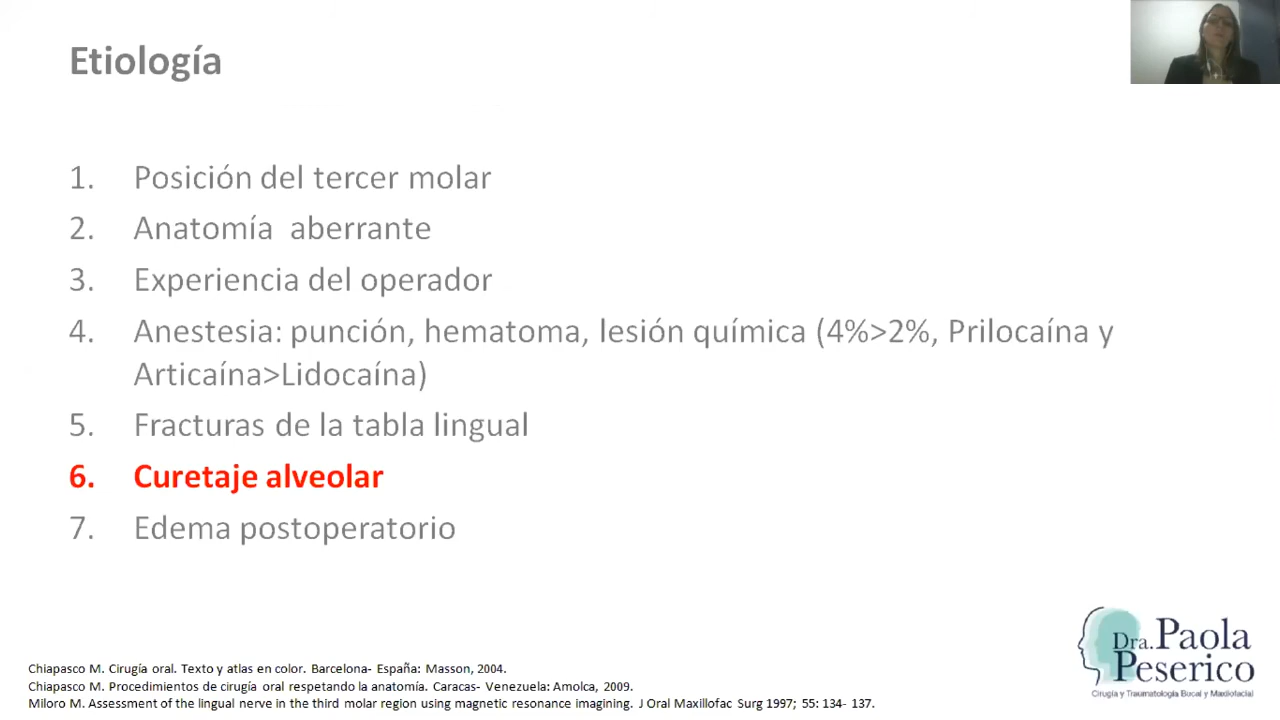 Etiología
1. Posición del tercer molar
2. Anatomía aberrante
3. Experiencia del operador
4. Anestesia: punción, hematoma, lesión química (4%>2%, Prilocaína y
Articaína>Lidocaína)
5. Fracturas de la tabla lingual
6. Curetaje alveolar
7. Edema postoperatorio
Dra. Paola
Peserico
Cirugía y Traumatología Bucal y Maxilofacial
Chiapasco M. Cirugía oral. Texto y atlas en color. Barcelona- España: Masson, 2004.
Chiapasco M. Procedimientos de cirugía oral respetando la anatomía. Caracas- Venezuela: Amolca, 2009.
Miloro M. Assessment of the lingual nerve in the third molar region using magnetic resonance imagining. J Oral Maxillofac Surg 1997; 55: 134- 137.